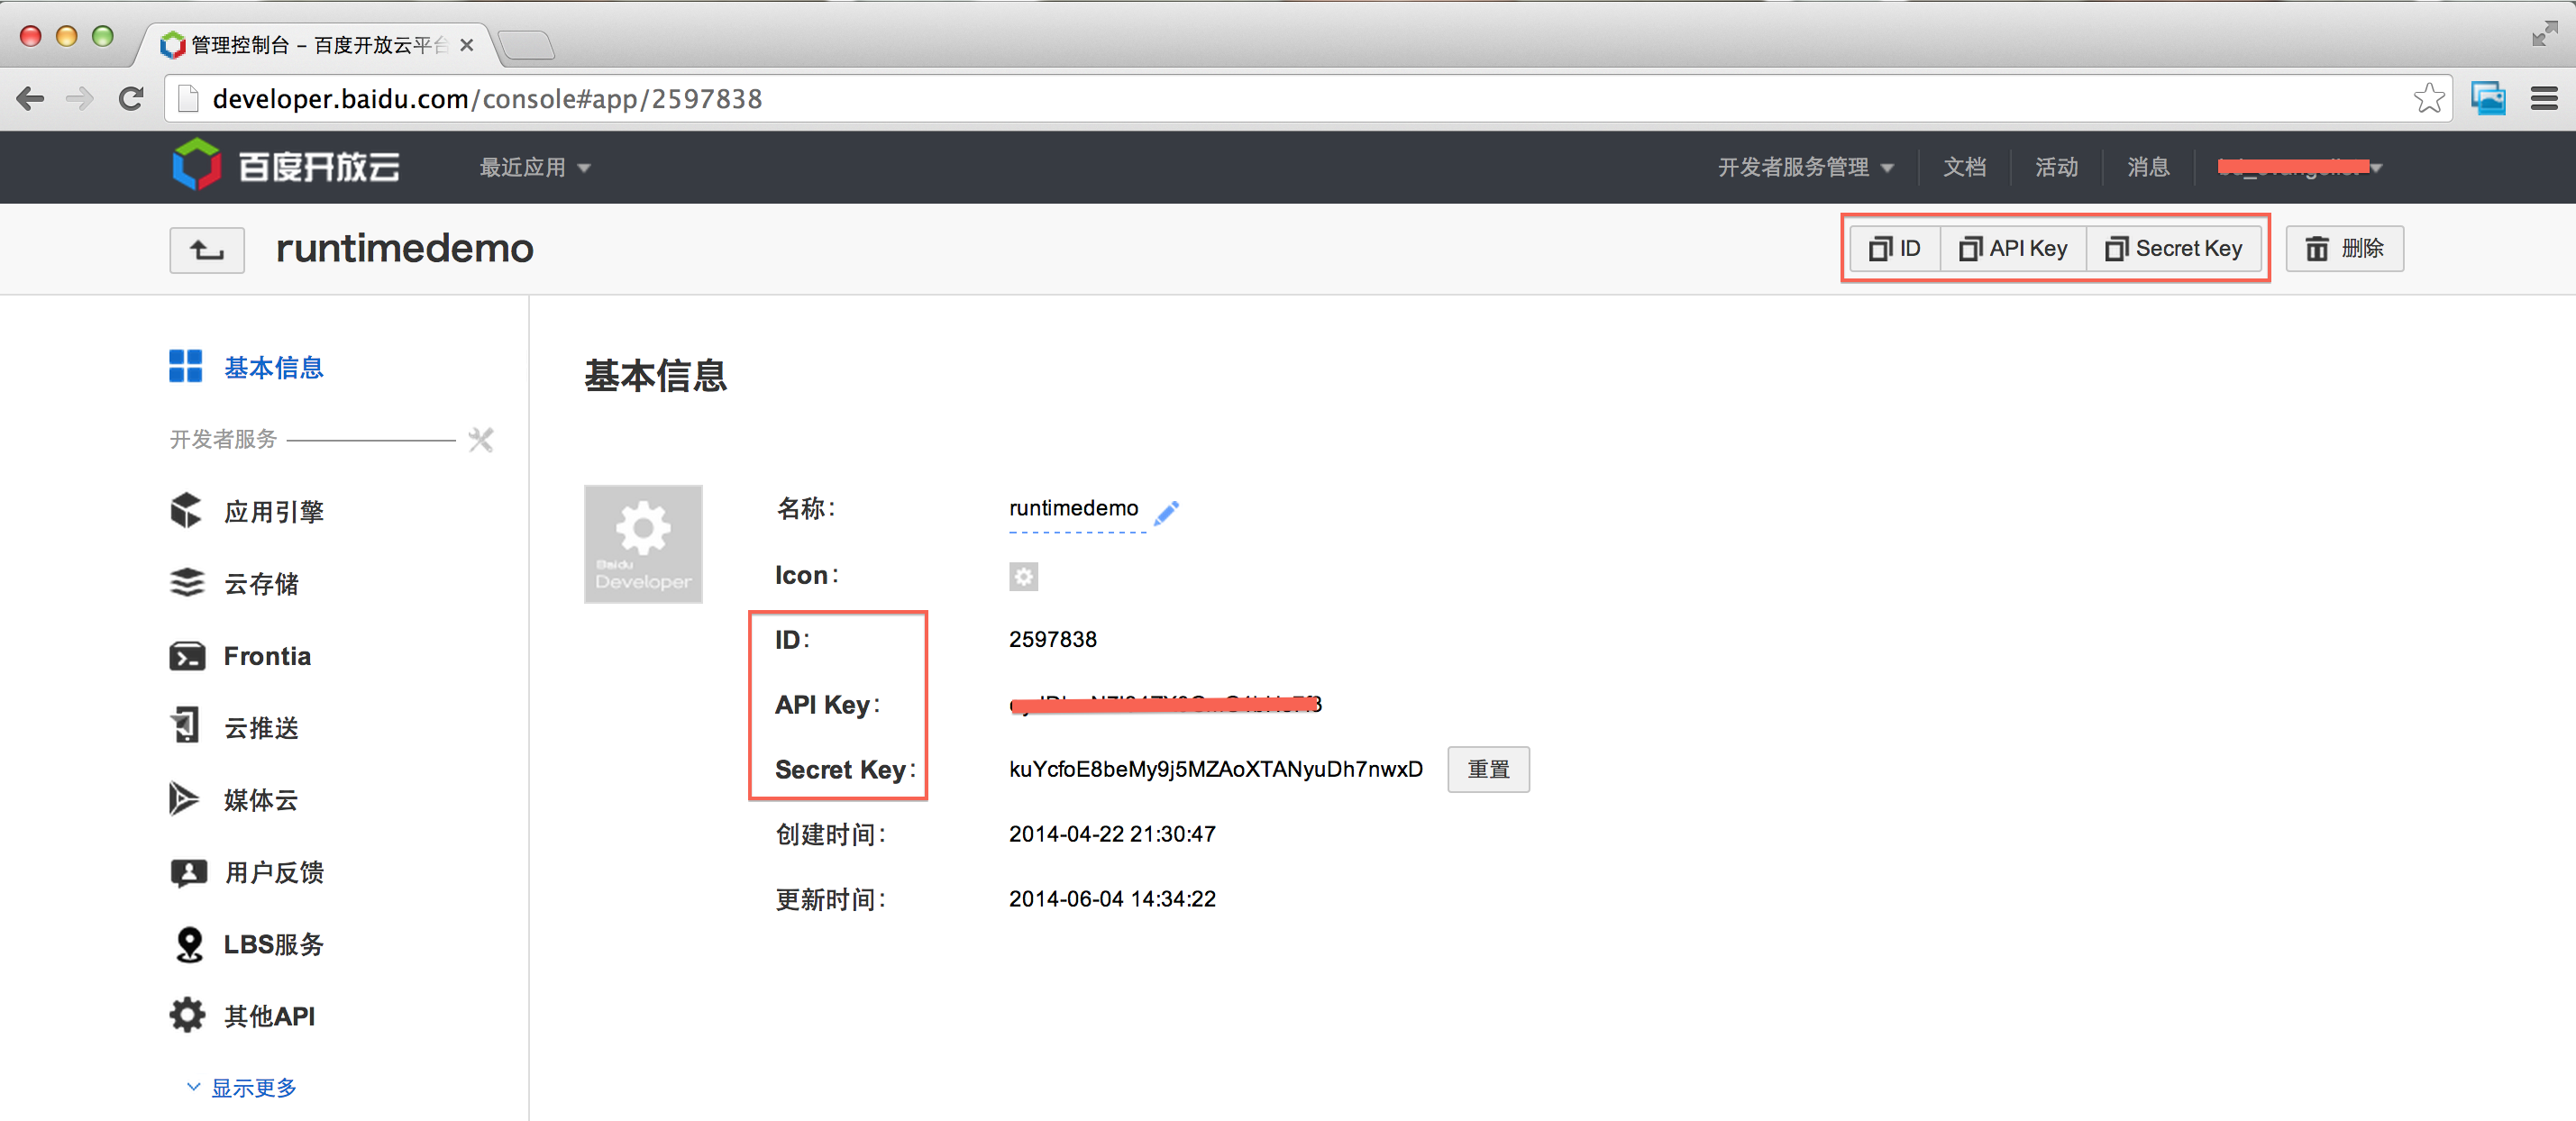 管理控制台 – 百度开放云平台
developer.baidu.com/console#app/2597838
百度开放云 最近应用 开发者服务管理 文档 活动 消息
runtimedemo ID API Key Secret Key 删除
基本信息
开发者服务
应用引擎
云存储
Frontia
云推送
媒体云
用户反馈
LBS服务
其他API
显示更多
基本信息
Baidu
Developer
名称: runtimedemo
Icon:
ID: 2597838
API Key:
Secret Key: kuYcfoE8beMy9j5MZAoXTANyuDh7nwxD 重置
创建时间: 2014-04-22 21:30:47
更新时间: 2014-06-04 14:34:22